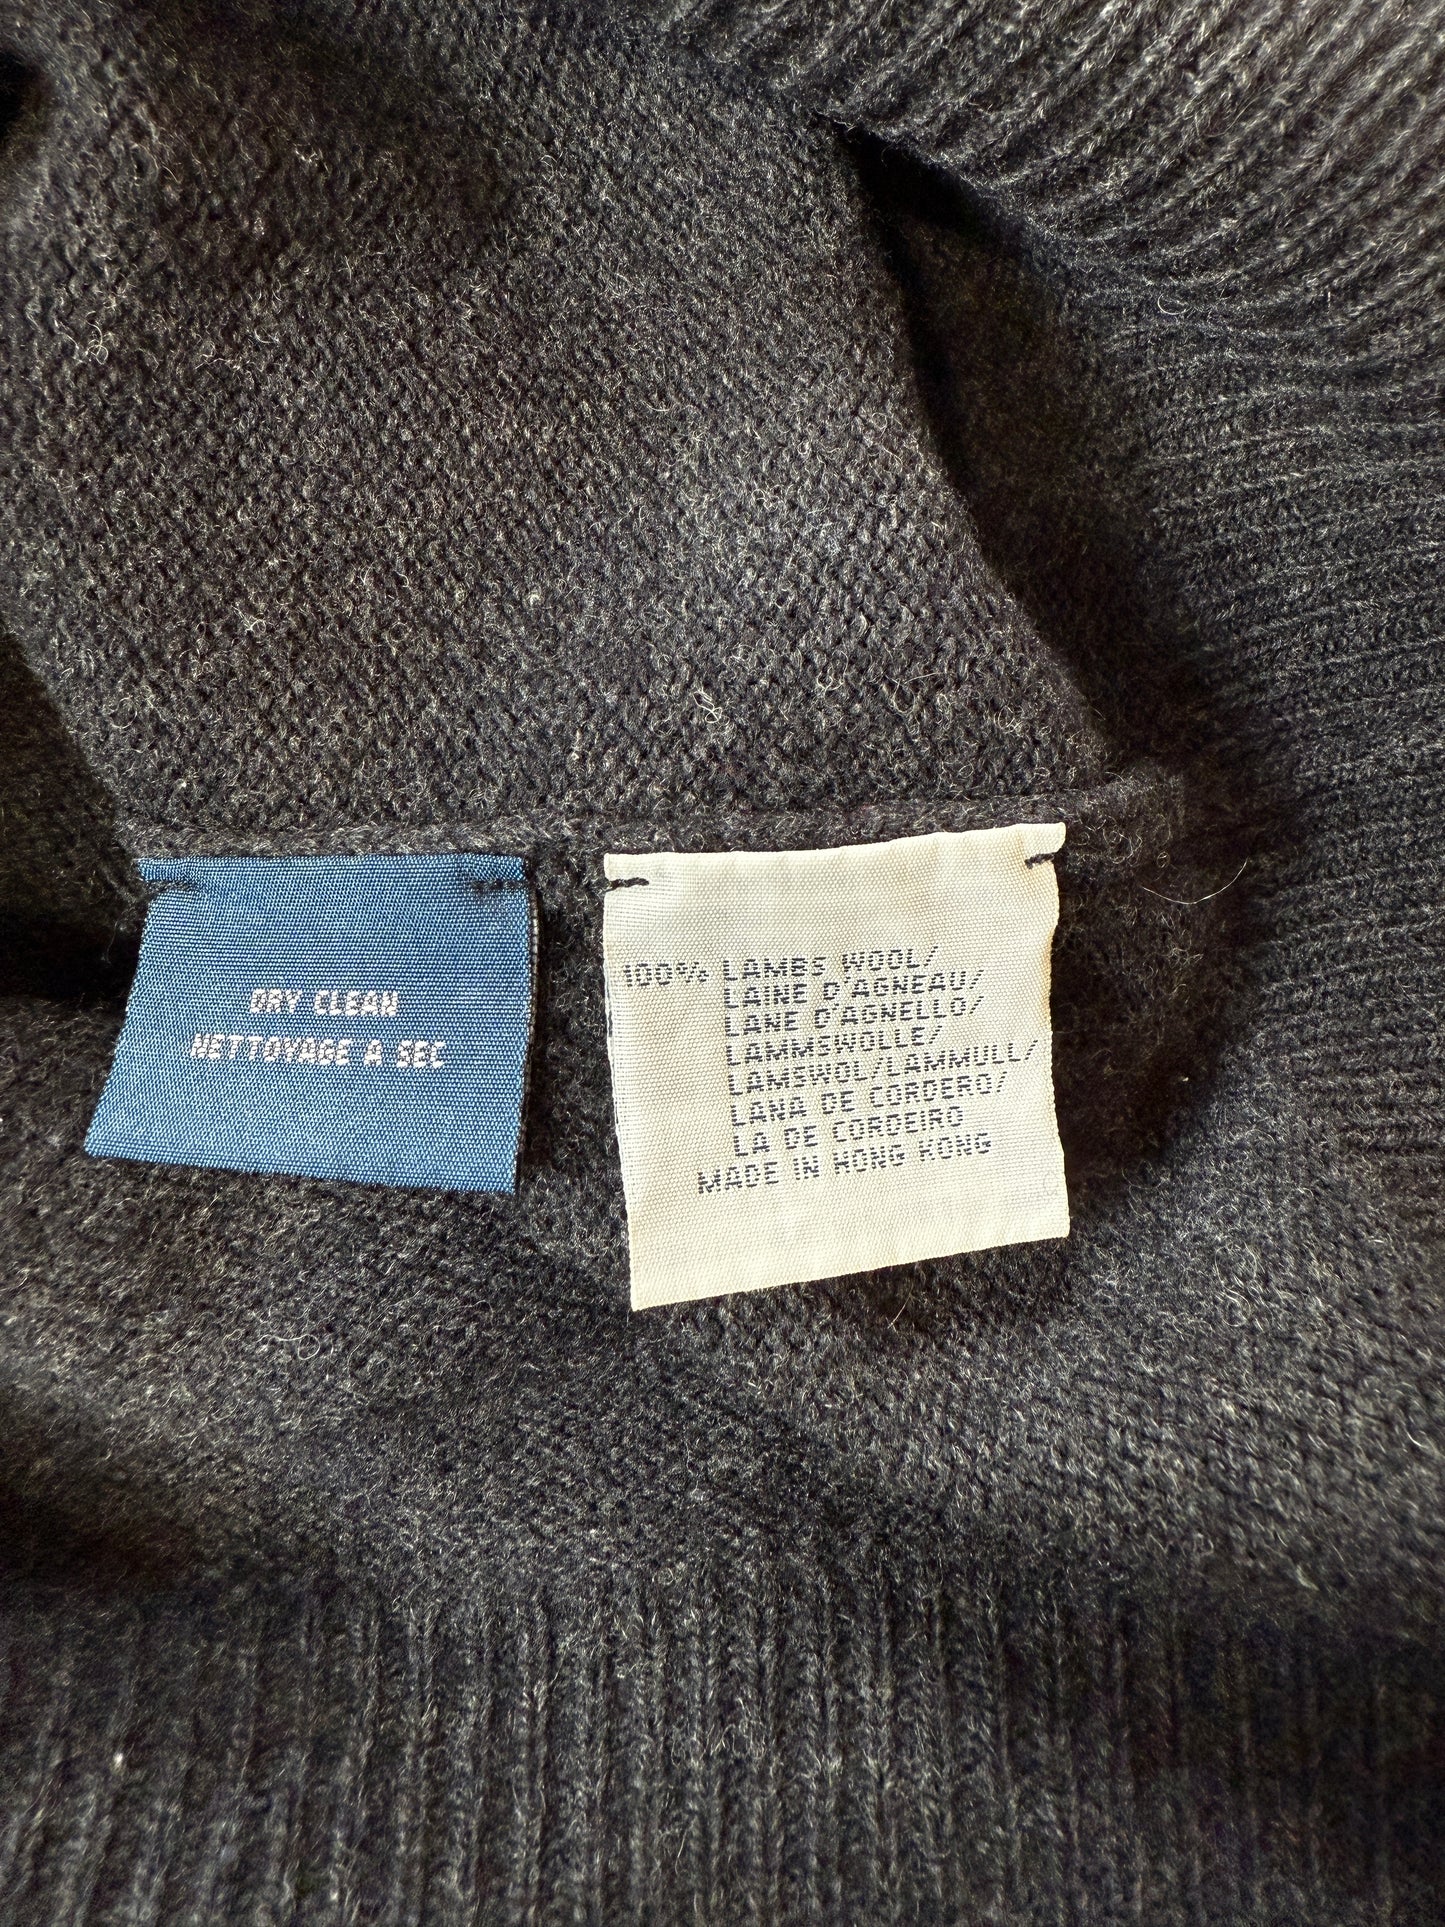 DRY CLEAN
NETTOYAGE A SEC
100% LAMBS WOOL/
LAINE D'AGNEAU/
LANE D'AGNELLO/
LAMMSWOLLE/
LAMSWOL/LAMMULL/
LANA DE CORDERO/
LA DE CORDEIRO
MADE IN HONG KONG